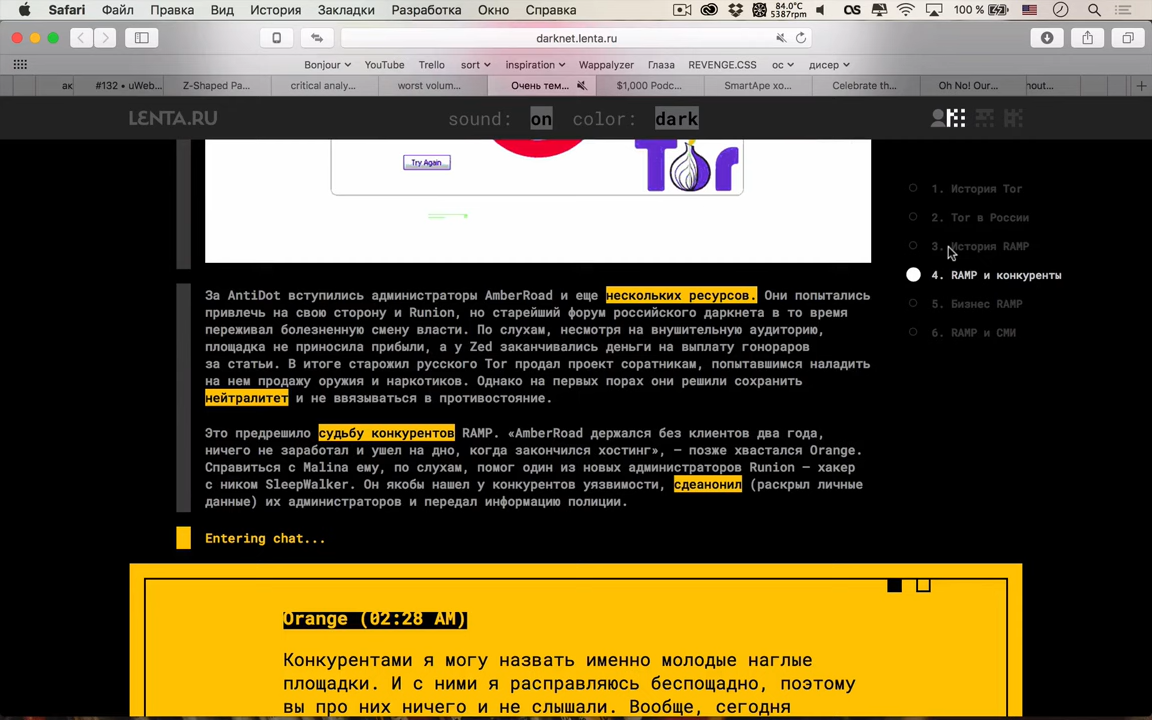 Safari Файл Правка Вид История Закладки Разработка Окно Справка 84.0°C 5387rpm 100 %
darknet.lenta.ru
Bonjour YouTube Trello sort inspiration Wappalyzer Глаза REVENGE.CSS ос дисер
ак #132 • uWeb... Z-Shaped Pa... critical analy... worst volum... Очень тем... $1,000 Podc... SmartApe хо... Celebrate th... Oh No! Our... hout...
LENTA.RU sound: on color: dark
Try Again
Tor
1. История Tor
2. Tor в России
3. История RAMP
4. RAMP и конкуренты
5. Бизнес RAMP
6. RAMP и СМИ
За AntiDot вступились администраторы AmberRoad и еще нескольких ресурсов. Они попытались
привлечь на свою сторону и Runion, но старейший форум российского даркнета в то время
переживал болезненную смену власти. По слухам, несмотря на внушительную аудиторию,
площадка не приносила прибыли, а у Zed заканчивались деньги на выплату гонораров
за статьи. В итоге старожил русского Tor продал проект соратникам, попытавшимся наладить
на нем продажу оружия и наркотиков. Однако на первых порах они решили сохранить
нейтралитет и не ввязываться в противостояние.
Это предрешило судьбу конкурентов RAMP. «AmberRoad держался без клиентов два года,
ничего не заработал и ушел на дно, когда закончился хостинг», — позже хвастался Orange.
Справиться с Malina ему, по слухам, помог один из новых администраторов Runion — хакер
с ником SleepWalker. Он якобы нашел у конкурентов уязвимости, сдеанонил (раскрыл личные
данные) их администраторов и передал информацию полиции.
Entering chat...
Orange (02:28 AM)
Конкурентами я могу назвать именно молодые наглые
площадки. И с ними я расправляюсь беспощадно, поэтому
вы про них ничего и не слышали. Вообще, сегодня